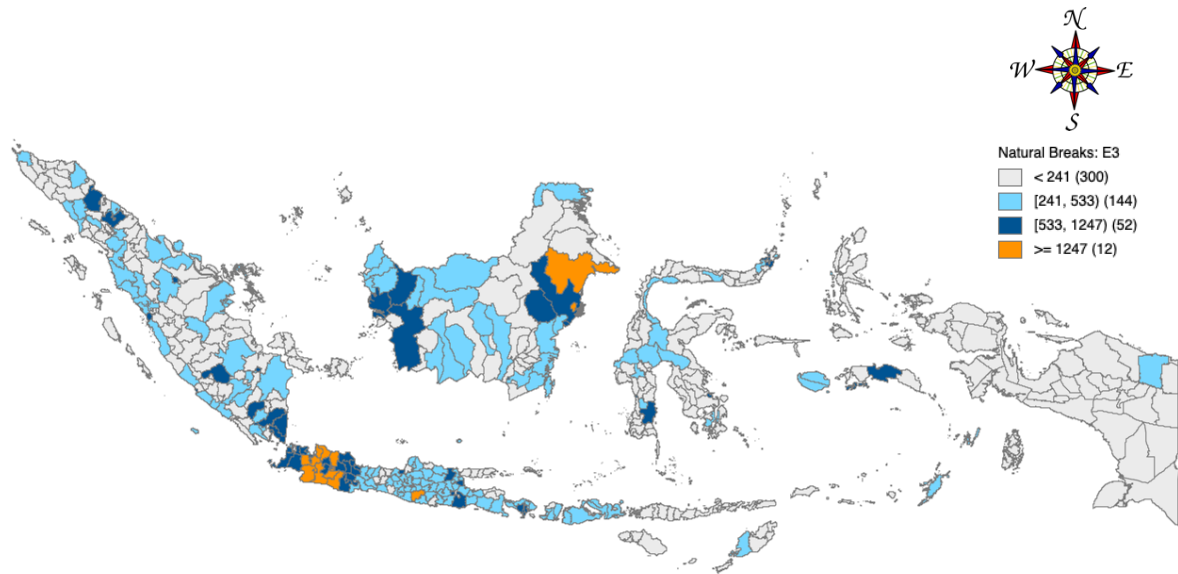 N
W E
S
Natural Breaks: E3
< 241 (300)
[241, 533) (144)
[533, 1247) (52)
>= 1247 (12)